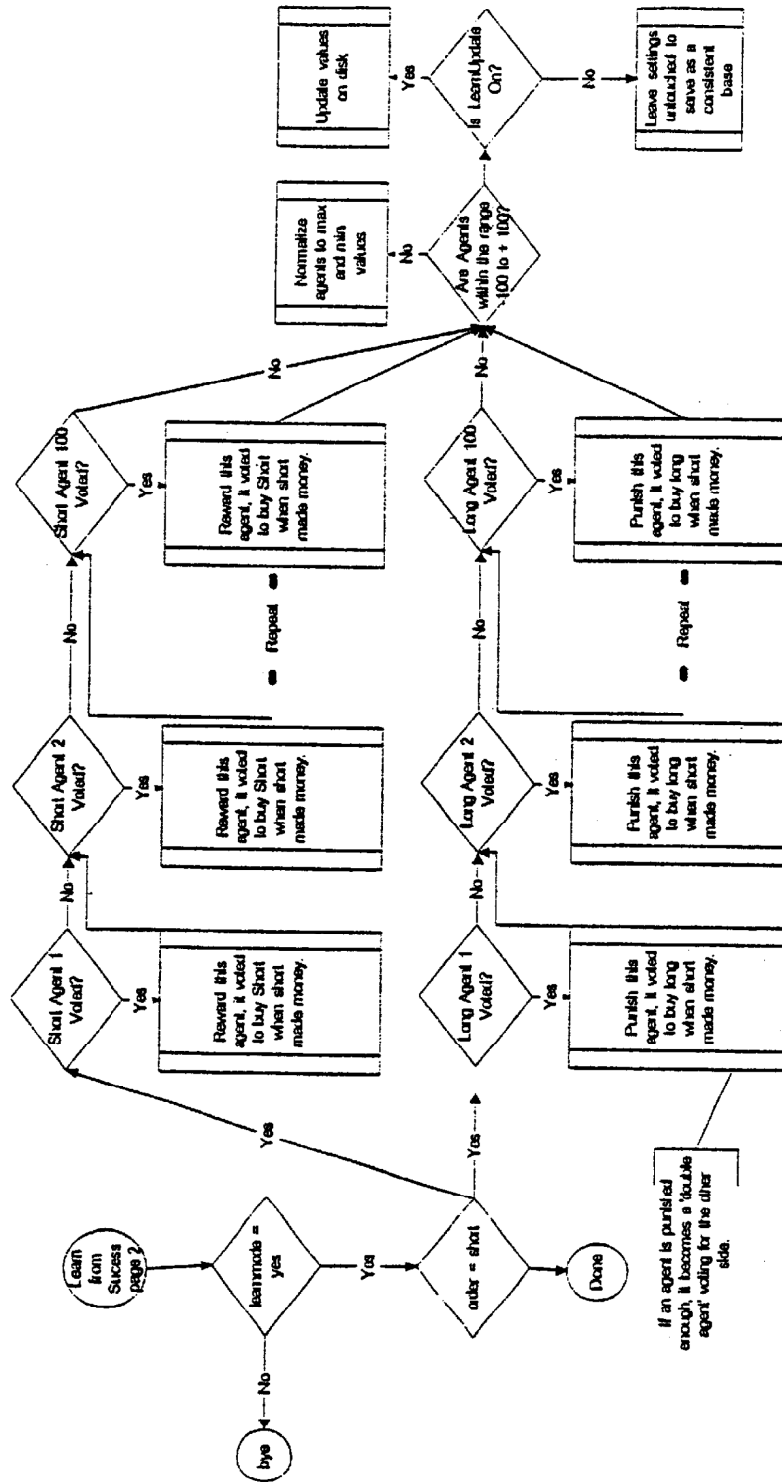 Learn
from
Sucess
page 2
learnmode =
yes
No
bye
Yes
order = short
Done
Yes
Yes
Short Agent 1
Voted?
Yes
No
Reward this
agent, it voted
to buy Short
when short
made money.
Short Agent 2
Voted?
Yes
No
Reward this
agent, it voted
to buy Short
when short
made money.
Repeat
Short Agent 100
Voted?
Yes
No
Reward this
agent, it voted
to buy Short
when short
made money.
Long Agent 1
Voted?
Yes
No
Punish this
agent, it voted
to buy long
when short
made money.
If an agent is punished
enough, it becomes a 'double
agent' voting for the other
side.
Long Agent 2
Voted?
Yes
No
Punish this
agent, it voted
to buy long
when short
made money.
Repeat
Long Agent 100
Voted?
Yes
No
Punish this
agent, it voted
to buy long
when short
made money.
Are Agents
within the range
-100 to + 100?
No
Normalize
agents to max
and min
values
Is LearnUpdate
On?
Yes
Update values
on disk
No
Leave settings
untouched to
serve as a
consistent
base